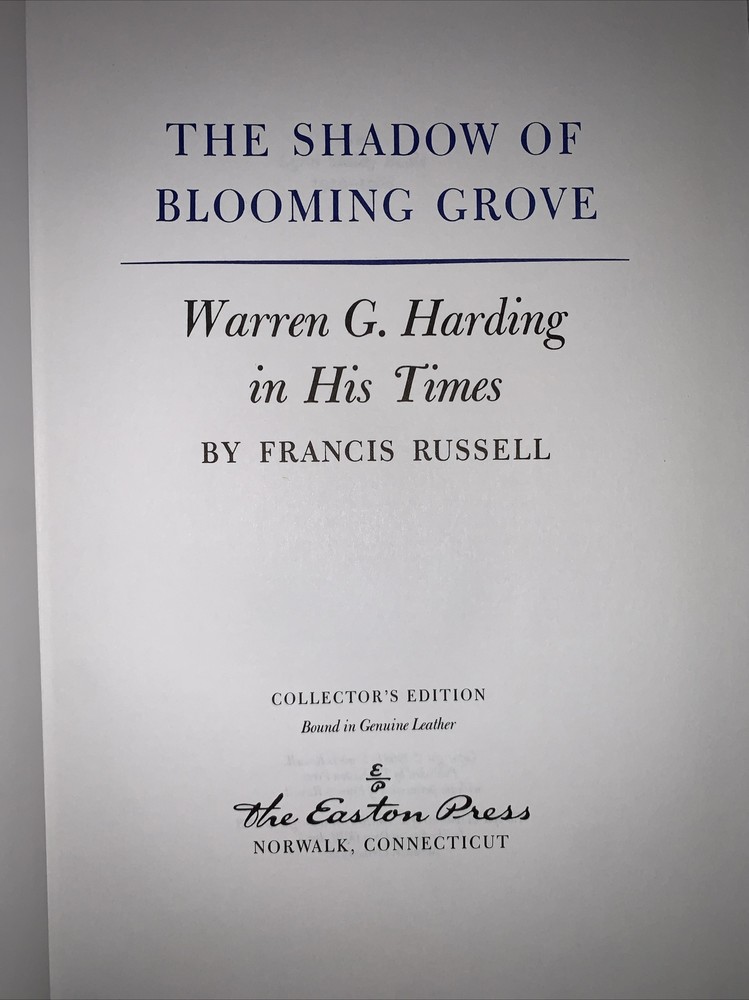 THE SHADOW OF
BLOOMING GROVE
Warren G. Harding
in His Times
BY FRANCIS RUSSELL
COLLECTOR'S EDITION
Bound in Genuine Leather
E
P
The Easton Press
NORWALK, CONNECTICUT